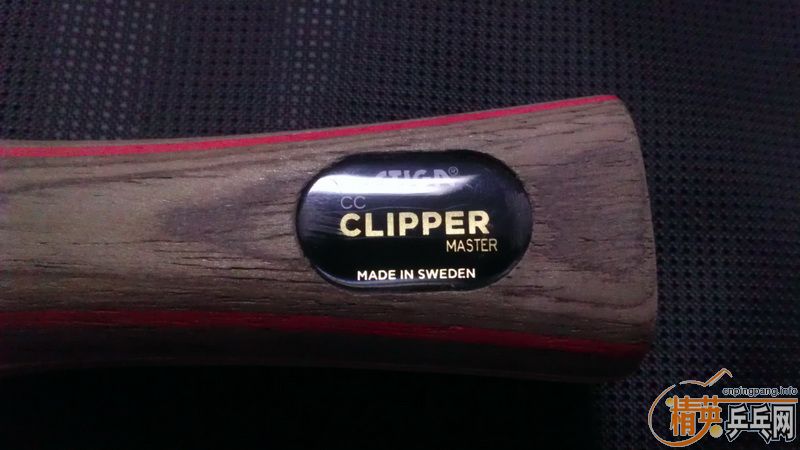 STIGA®
CC
CLIPPER
MASTER
MADE IN SWEDEN
cnpingpang.info
精英乒乓网